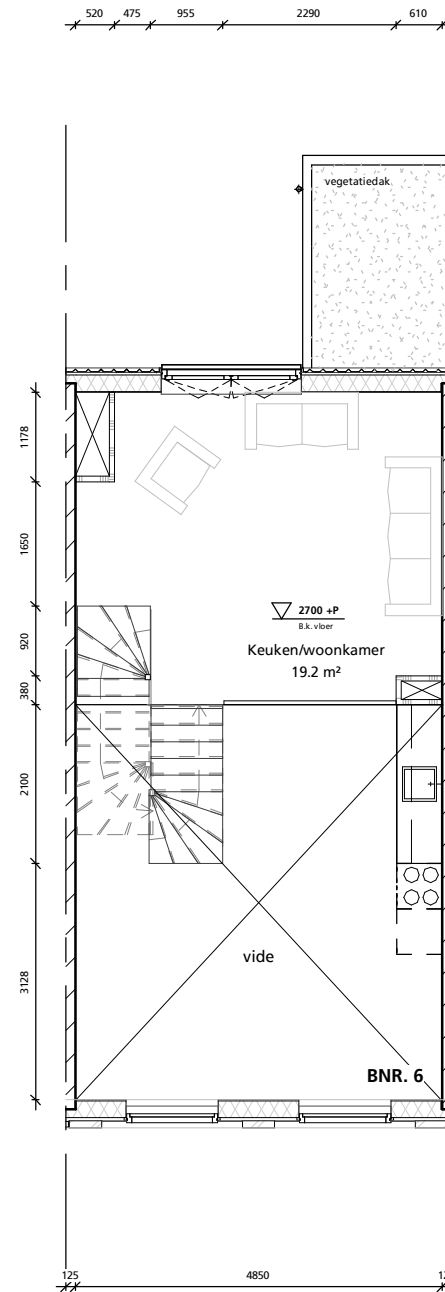 520 475 955 2290 610
vegetatiedak
1178
1650
2700 +P
B.k. vloer
920
Keuken/woonkamer
19.2 m²
380
2100
vide
3128
BNR. 6
125 4850